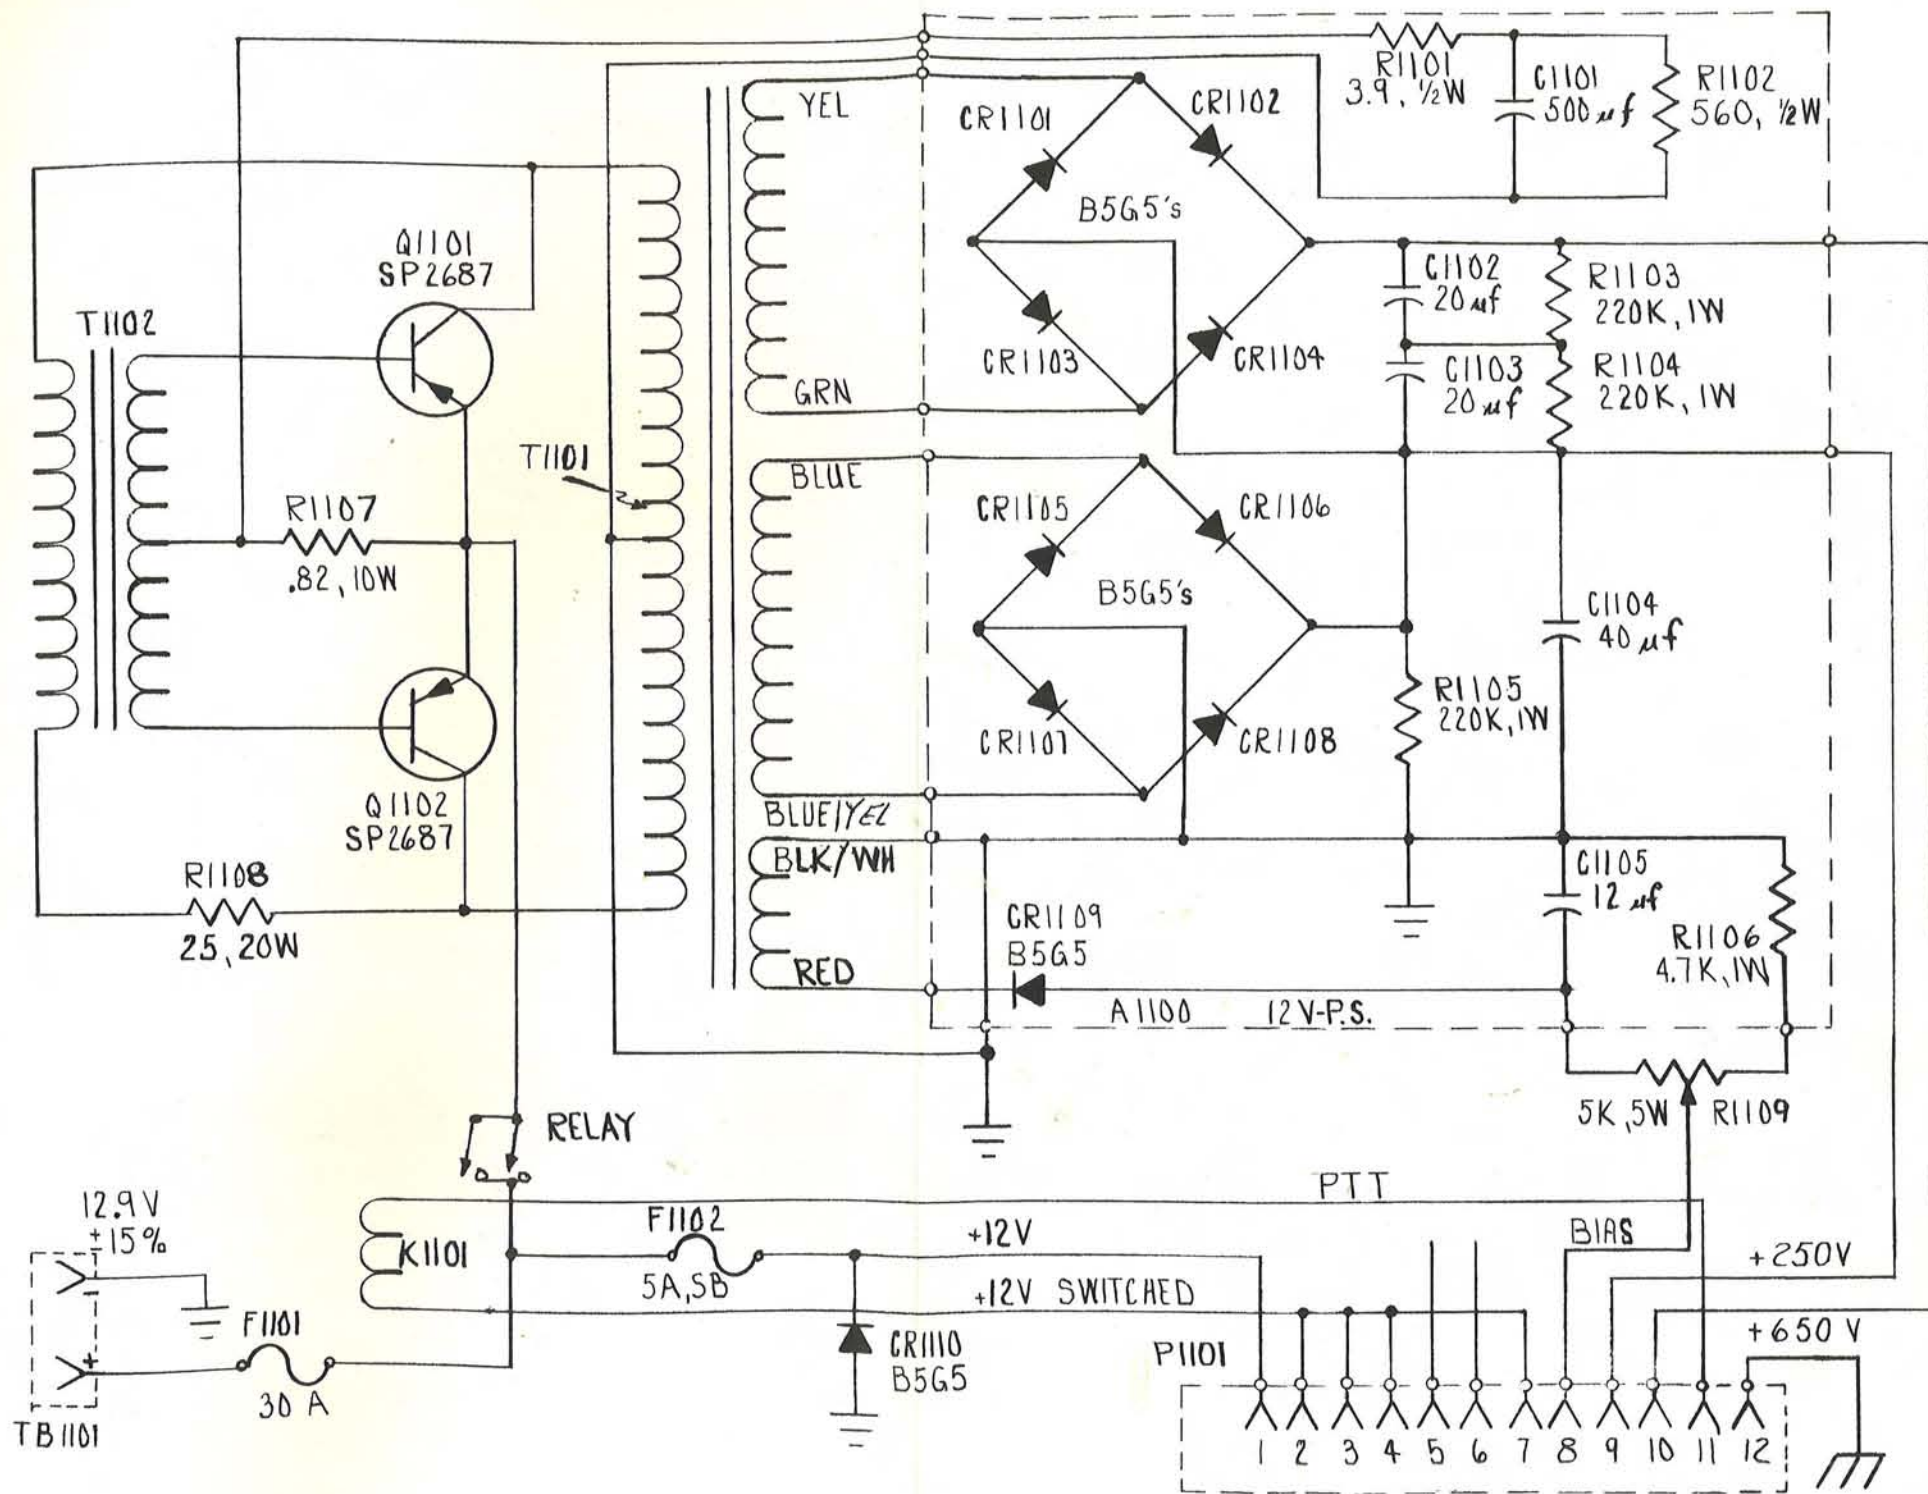 R1101
3.9, ½W
C1101
500 µf
R1102
560, ½W
YEL
CR1101
CR1102
B5G5's
Q1101
SP2687
C1102
20 µf
R1103
220K, 1W
T1102
CR1103
CR1104
C1103
20 µf
R1104
220K, 1W
GRN
T1101
BLUE
CR1105
CR1106
R1107
.82, 10W
B5G5's
C1104
40 µf
R1105
220K, 1W
CR1107
CR1108
Q1102
SP2687
BLUE/YEL
BLK/WH
R1108
25, 20W
C1105
12 µf
CR1109
B5G5
R1106
4.7K, 1W
RED
A1100 12V-P.S.
5K, 5W R1109
RELAY
PTT
12.9V
+15%
F1102
5A, SB
+12V
BIAS
K1101
+250V
-
+12V SWITCHED
F1101
30 A
+
CR1110
B5G5
+650 V
P1101
TB1101
1 2 3 4 5 6 7 8 9 10 11 12